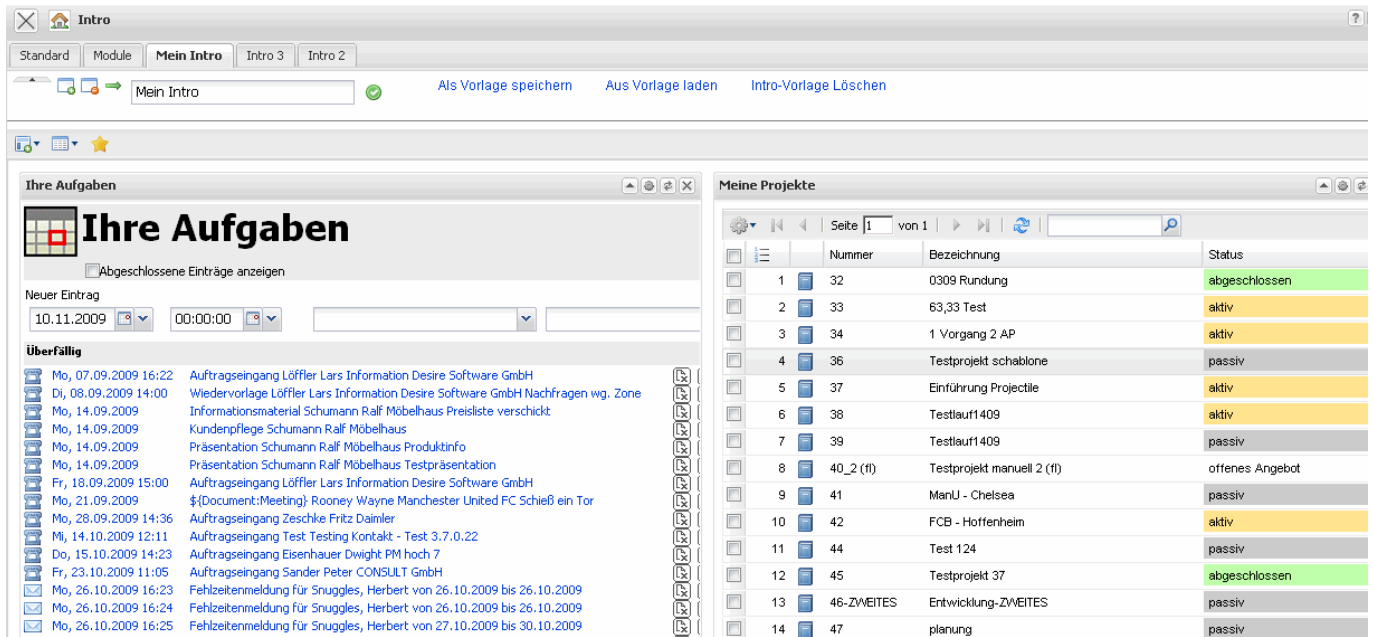 Intro
?
Standard Module Mein Intro Intro 3 Intro 2
Mein Intro Als Vorlage speichern Aus Vorlage laden Intro-Vorlage Löschen
Ihre Aufgaben
Ihre Aufgaben
Abgeschlossene Einträge anzeigen
Neuer Eintrag
10.11.2009 00:00:00
Überfällig
Mo, 07.09.2009 16:22 Auftragseingang Löffler Lars Information Desire Software GmbH
Di, 08.09.2009 14:00 Wiedervorlage Löffler Lars Information Desire Software GmbH Nachfragen wg. Zone
Mo, 14.09.2009 Informationsmaterial Schumann Ralf Möbelhaus Preisliste verschickt
Mo, 14.09.2009 Kundenpflege Schumann Ralf Möbelhaus
Mo, 14.09.2009 Präsentation Schumann Ralf Möbelhaus Produktinfo
Mo, 14.09.2009 Präsentation Schumann Ralf Möbelhaus Testpräsentation
Fr, 18.09.2009 15:00 Auftragseingang Löffler Lars Information Desire Software GmbH
Mo, 21.09.2009 ${Document:Meeting} Rooney Wayne Manchester United FC Schieß ein Tor
Mo, 28.09.2009 14:36 Auftragseingang Zeschke Fritz Daimler
Mi, 14.10.2009 12:11 Auftragseingang Test Testing Kontakt - Test 3.7.0.22
Do, 15.10.2009 14:23 Auftragseingang Eisenhauer Dwight PM hoch 7
Fr, 23.10.2009 11:05 Auftragseingang Sander Peter CONSULT GmbH
Mo, 26.10.2009 16:23 Fehlzeitenmeldung für Snuggles, Herbert von 26.10.2009 bis 26.10.2009
Mo, 26.10.2009 16:24 Fehlzeitenmeldung für Snuggles, Herbert von 26.10.2009 bis 26.10.2009
Mo, 26.10.2009 16:25 Fehlzeitenmeldung für Snuggles, Herbert von 27.10.2009 bis 30.10.2009
Meine Projekte
Seite 1 von 1
Nummer Bezeichnung Status
1 32 0309 Rundung abgeschlossen
2 33 63,33 Test aktiv
3 34 1 Vorgang 2 AP aktiv
4 36 Testprojekt schablone passiv
5 37 Einführung Projectile aktiv
6 38 Testlauf1409 aktiv
7 39 Testlauf1409 passiv
8 40_2 (fl) Testprojekt manuell 2 (fl) offenes Angebot
9 41 ManU - Chelsea passiv
10 42 FCB - Hoffenheim aktiv
11 44 Test 124 passiv
12 45 Testprojekt 37 abgeschlossen
13 46-ZWEITES Entwicklung-ZWEITES passiv
14 47 planung passiv